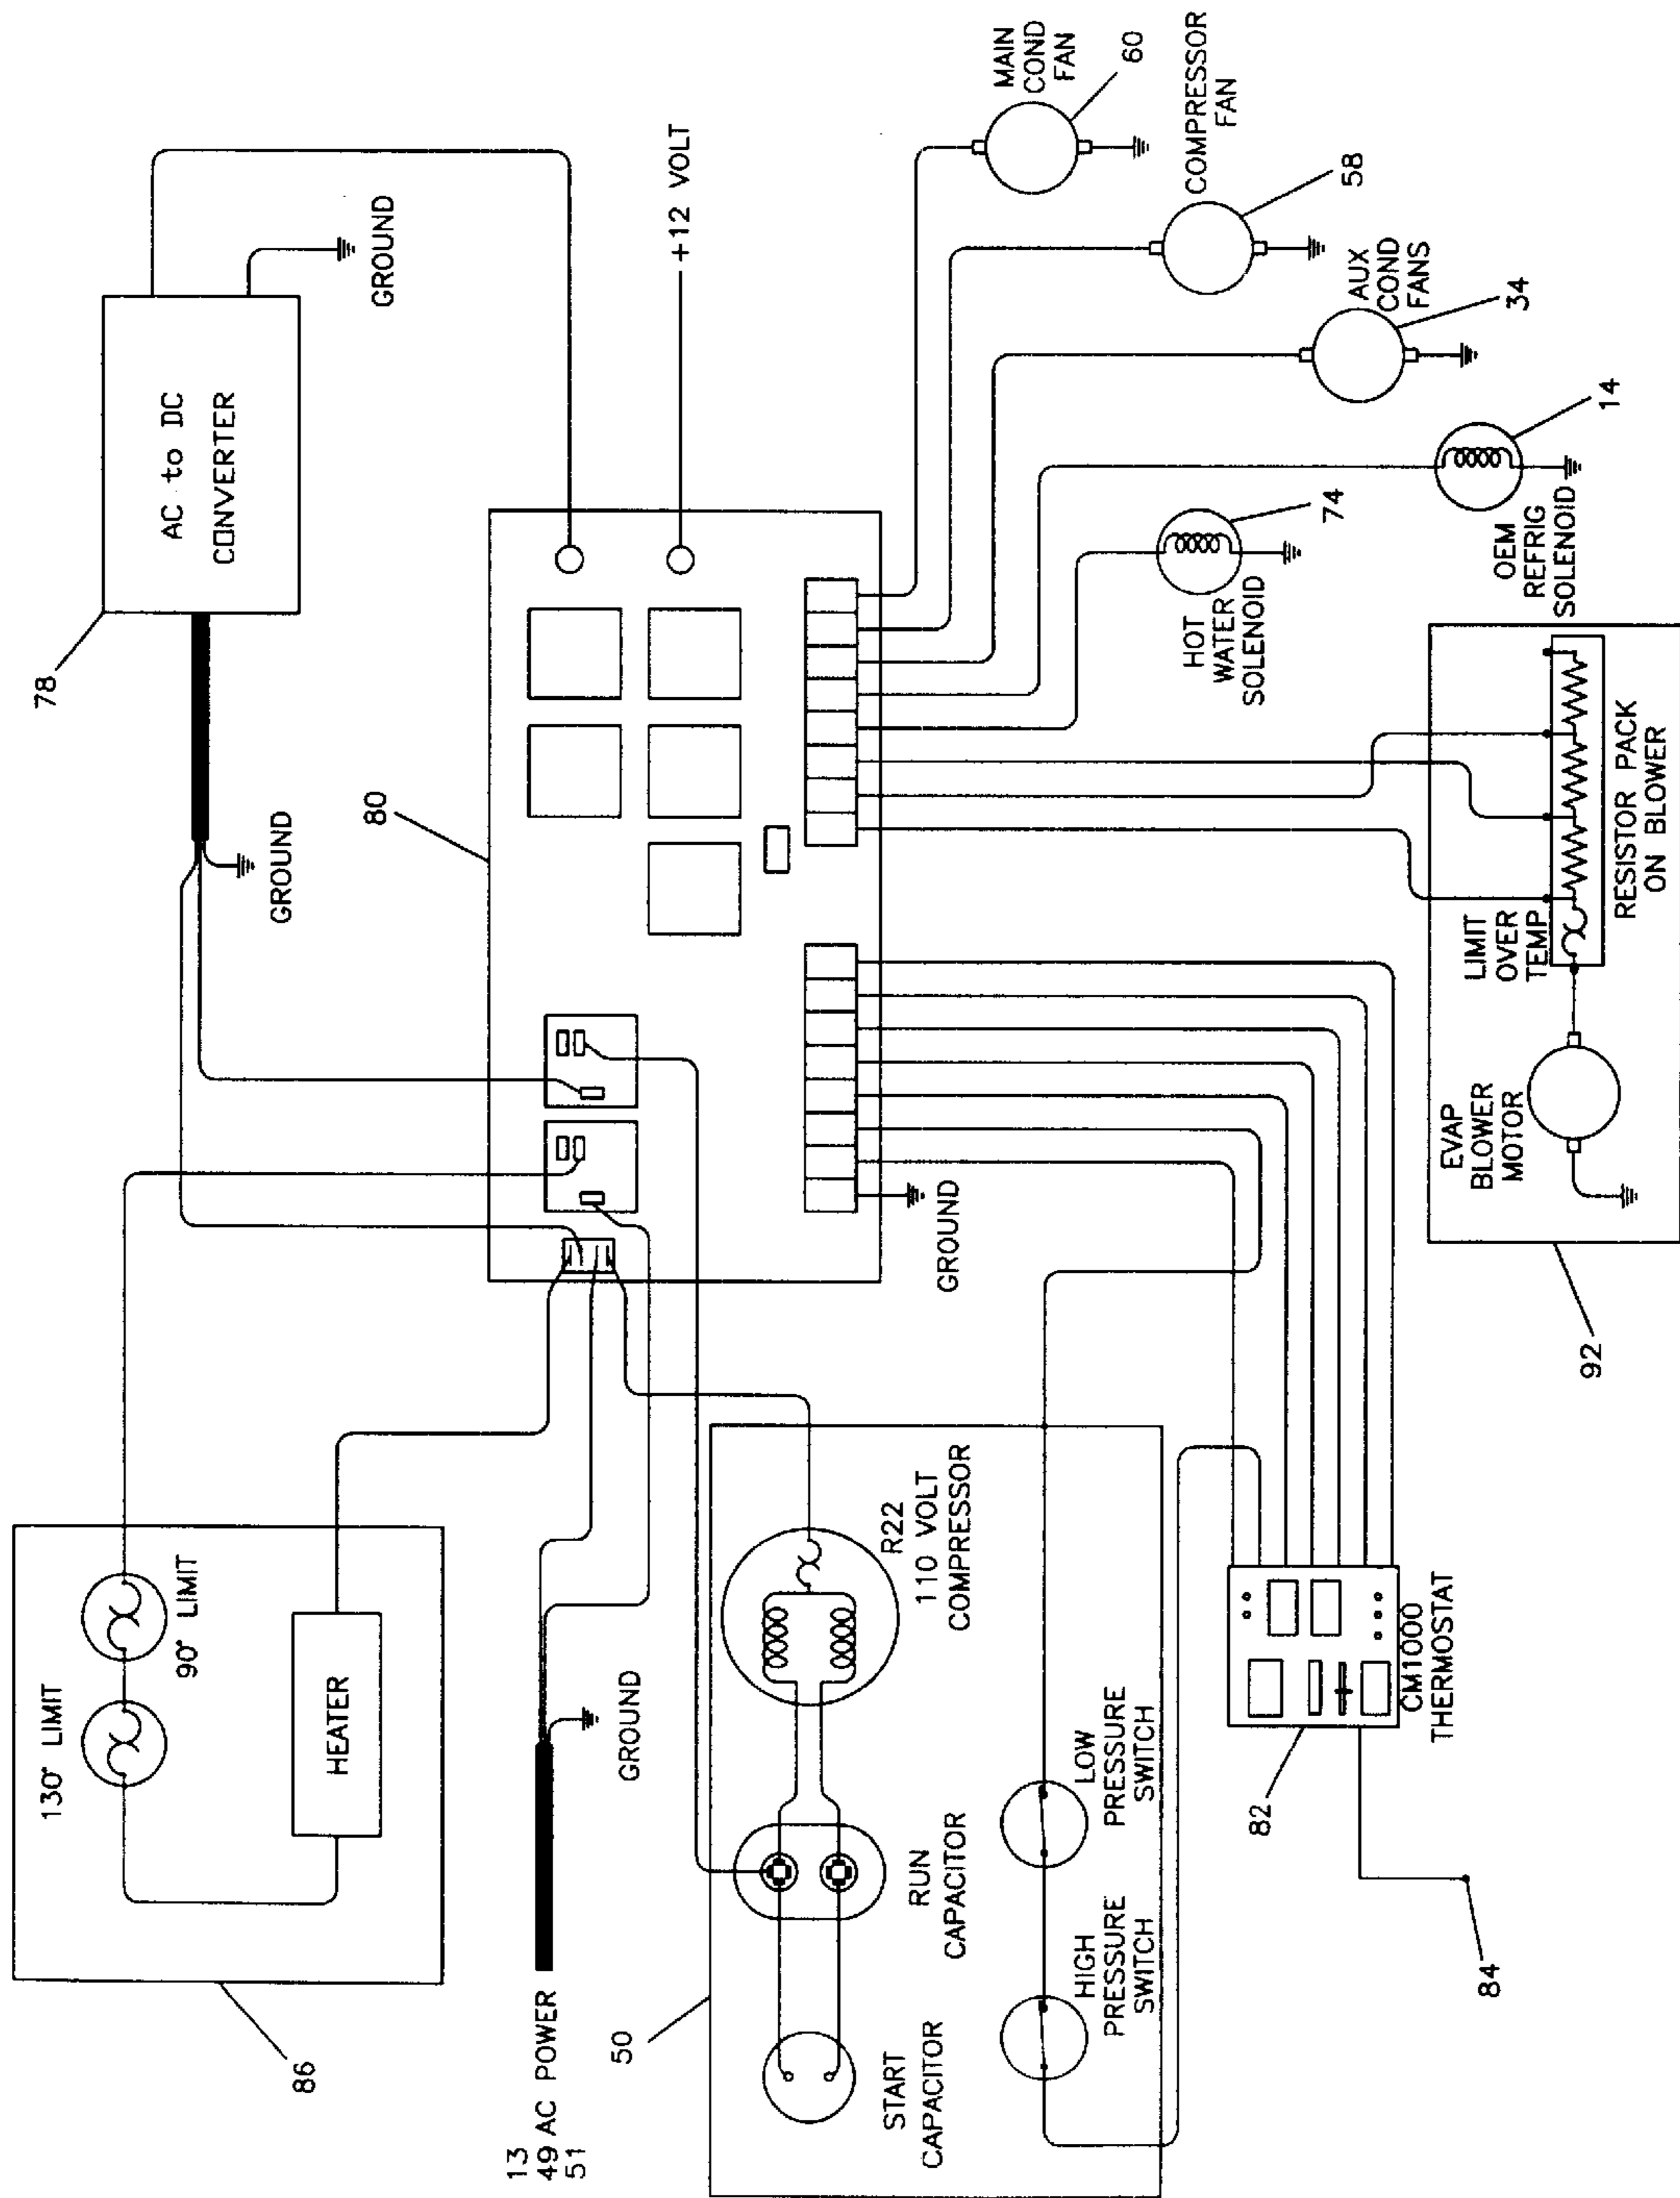 78
AC to DC
CONVERTER
GROUND
GROUND
+12 VOLT
80
MAIN
COND
FAN
60
COMPRESSOR
FAN
58
AUX
COND
FANS
34
14
OEM
REFRIG
SOLENOID
74
HOT
WATER
SOLENOID
86
130° LIMIT
90° LIMIT
HEATER
13
49 AC POWER
51
GROUND
50
START
CAPACITOR
RUN
CAPACITOR
R22
110 VOLT
COMPRESSOR
HIGH
PRESSURE
SWITCH
LOW
PRESSURE
SWITCH
GROUND
82
CM1000
THERMOSTAT
84
92
EVAP
BLOWER
MOTOR
LIMIT
OVER
TEMP
RESISTOR PACK
ON BLOWER